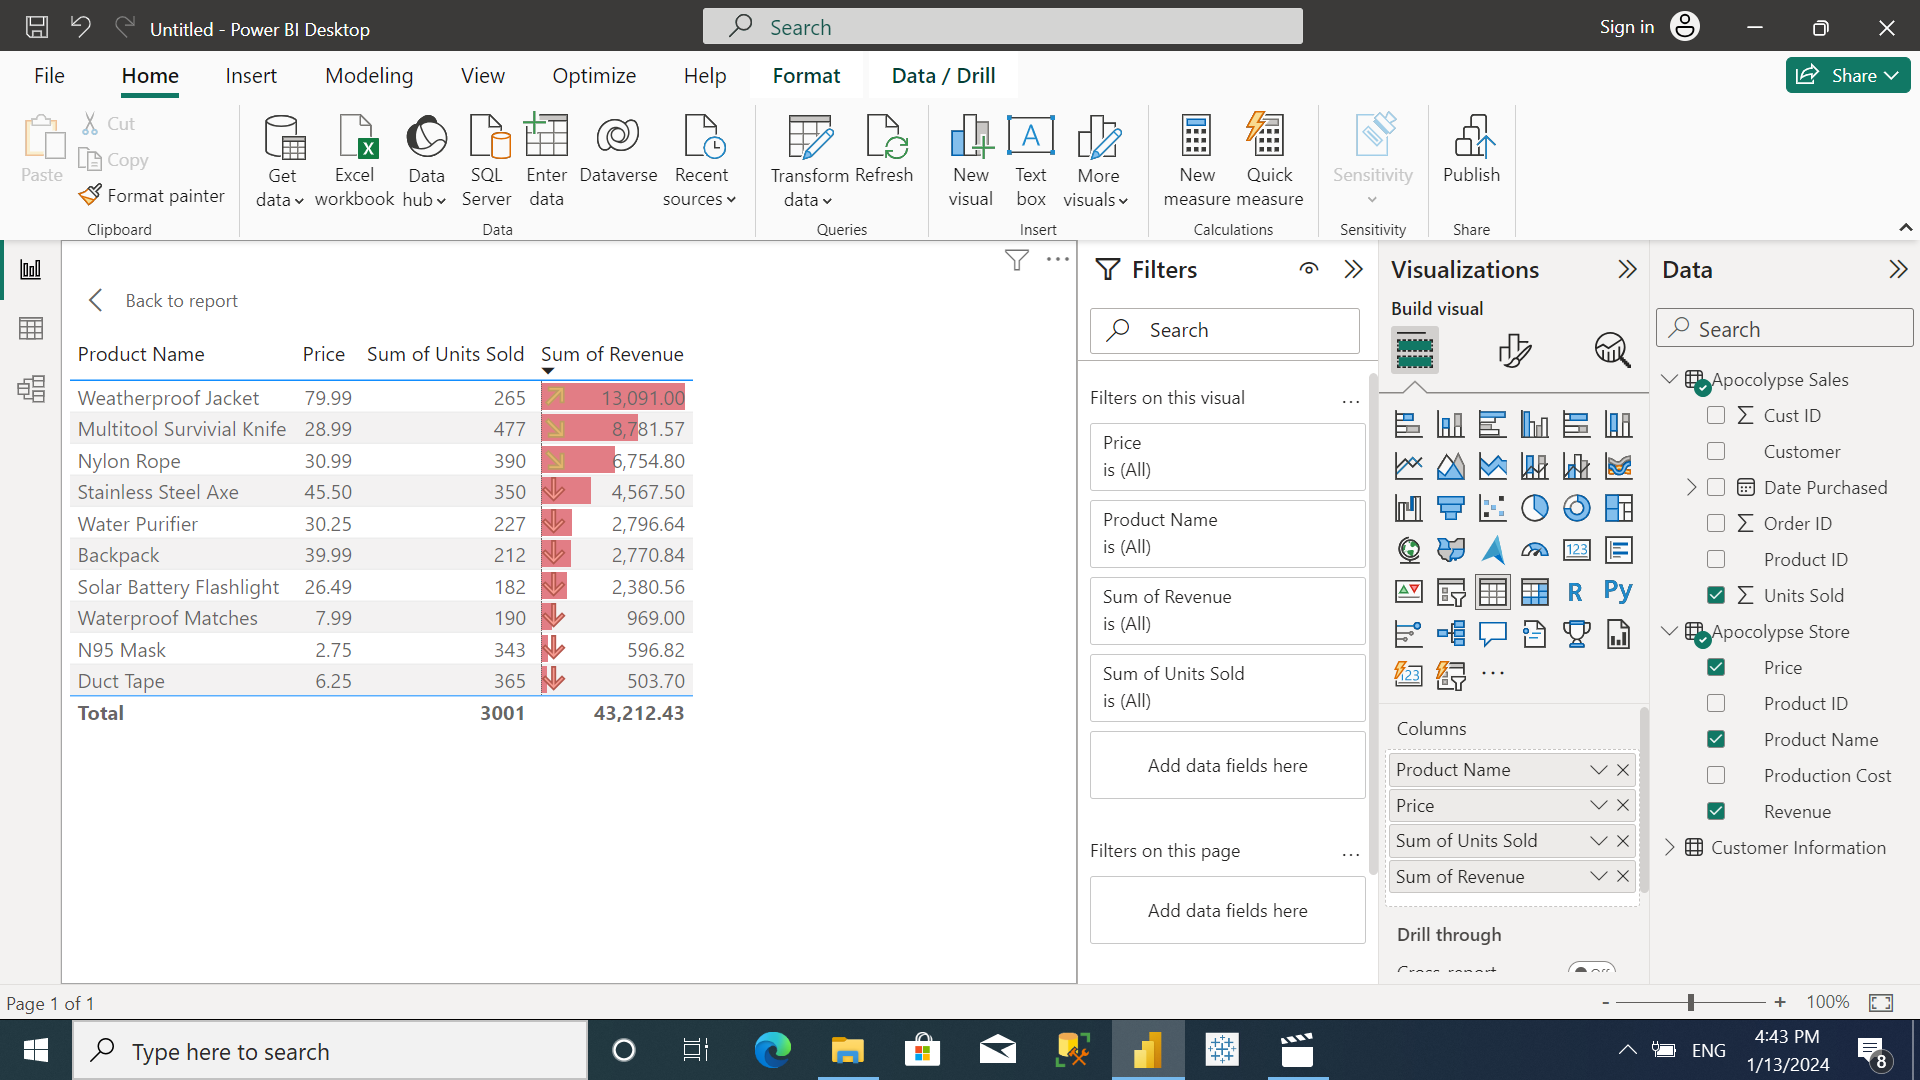 Untitled - Power BI Desktop
Search
Sign in
File Home Insert Modeling View Optimize Help Format Data / Drill
Share
Paste
Cut
Copy
Format painter
Clipboard
Get data
Excel workbook
Data hub
SQL Server
Enter data
Dataverse
Recent sources
Data
Transform data
Refresh
Queries
New visual
Text box
More visuals
Insert
New measure
Quick measure
Calculations
Sensitivity
Sensitivity
Publish
Share
Back to report
Product Name Price Sum of Units Sold Sum of Revenue
Weatherproof Jacket 79.99 265 13,091.00
Multitool Survivial Knife 28.99 477 8,781.57
Nylon Rope 30.99 390 6,754.80
Stainless Steel Axe 45.50 350 4,567.50
Water Purifier 30.25 227 2,796.64
Backpack 39.99 212 2,770.84
Solar Battery Flashlight 26.49 182 2,380.56
Waterproof Matches 7.99 190 969.00
N95 Mask 2.75 343 596.82
Duct Tape 6.25 365 503.70
Total 3001 43,212.43
Filters
Search
Filters on this visual
Price
is (All)
Product Name
is (All)
Sum of Revenue
is (All)
Sum of Units Sold
is (All)
Add data fields here
Filters on this page
Add data fields here
Visualizations
Build visual
123
R
Py
123
Columns
Product Name
Price
Sum of Units Sold
Sum of Revenue
Drill through
Cross-report
Off
Data
Search
Apocolypse Sales
Cust ID
Customer
Date Purchased
Order ID
Product ID
Units Sold
Apocolypse Store
Price
Product ID
Product Name
Production Cost
Revenue
Customer Information
Page 1 of 1
- + 100%
Type here to search
ENG
4:43 PM
1/13/2024
8